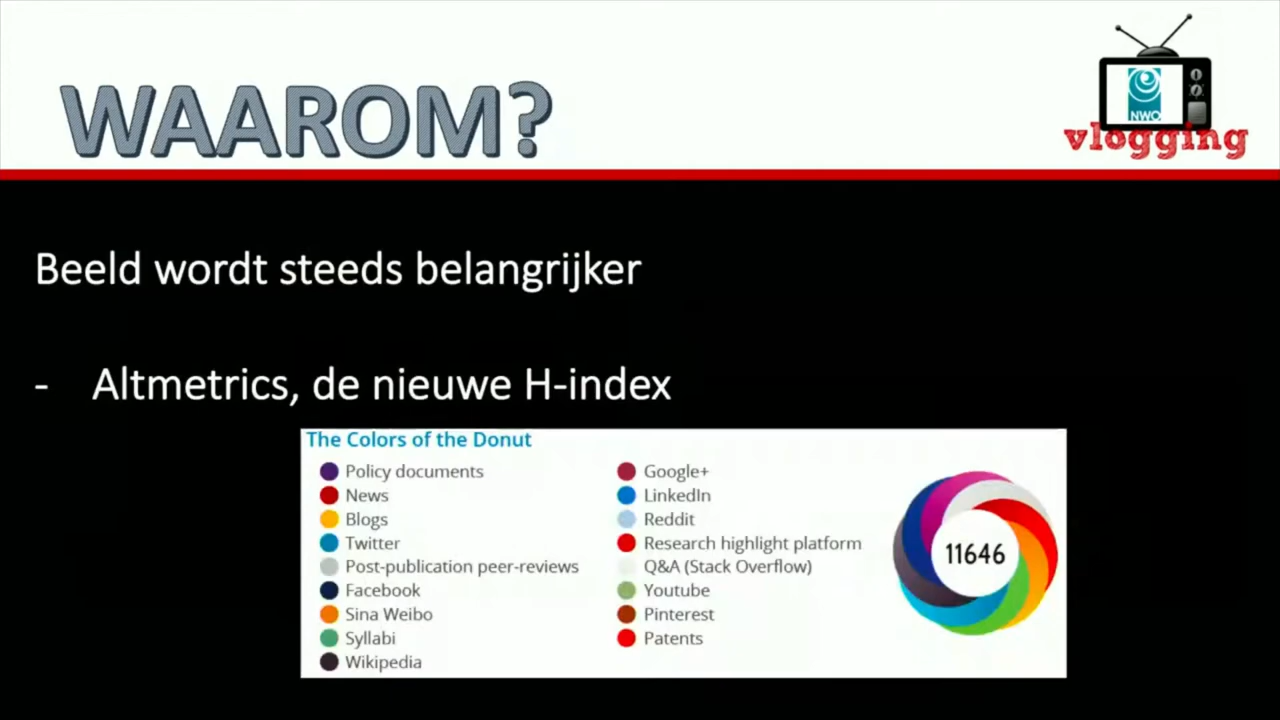 WAAROM?
NWO
vlogging
Beeld wordt steeds belangrijker
- Altmetrics, de nieuwe H-index
The Colors of the Donut
Policy documents
News
Blogs
Twitter
Post-publication peer-reviews
Facebook
Sina Weibo
Syllabi
Wikipedia
Google+
LinkedIn
Reddit
Research highlight platform
Q&A (Stack Overflow)
Youtube
Pinterest
Patents
11646